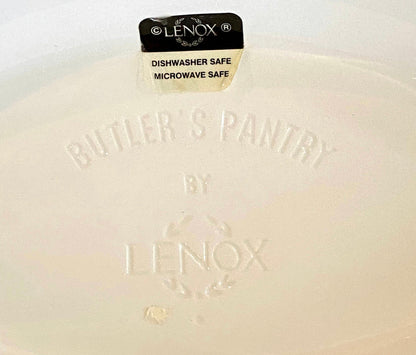 © LENOX ®
DISHWASHER SAFE
MICROWAVE SAFE
BUTLER'S PANTRY
BY
LENOX